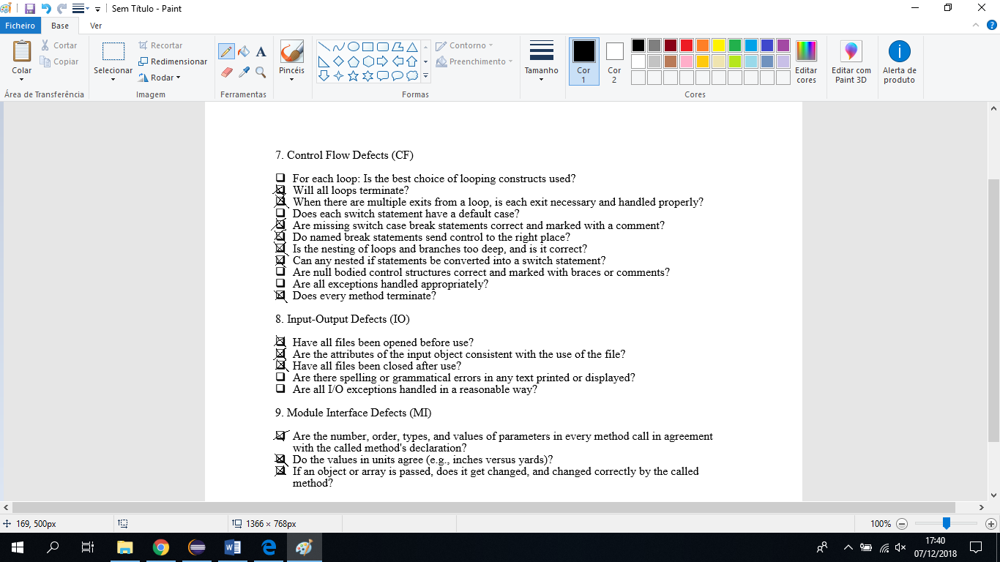 Sem Título - Paint
Ficheiro Base Ver
Colar
Cortar
Copiar
Área de Transferência
Selecionar
Recortar
Redimensionar
Rodar
Imagem
A
Ferramentas
Pincéis
Contorno
Preenchimento
Formas
Tamanho
Cor
1
Cor
2
Editar
cores
Cores
Editar com
Paint 3D
Alerta de
produto
7. Control Flow Defects (CF)
For each loop: Is the best choice of looping constructs used?
Will all loops terminate?
When there are multiple exits from a loop, is each exit necessary and handled properly?
Does each switch statement have a default case?
Are missing switch case break statements correct and marked with a comment?
Do named break statements send control to the right place?
Is the nesting of loops and branches too deep, and is it correct?
Can any nested if statements be converted into a switch statement?
Are null bodied control structures correct and marked with braces or comments?
Are all exceptions handled appropriately?
Does every method terminate?
8. Input-Output Defects (IO)
Have all files been opened before use?
Are the attributes of the input object consistent with the use of the file?
Have all files been closed after use?
Are there spelling or grammatical errors in any text printed or displayed?
Are all I/O exceptions handled in a reasonable way?
9. Module Interface Defects (MI)
Are the number, order, types, and values of parameters in every method call in agreement
with the called method's declaration?
Do the values in units agree (e.g., inches versus yards)?
If an object or array is passed, does it get changed, and changed correctly by the called
method?
169, 500px
1366 × 768px
100%
17:40
07/12/2018